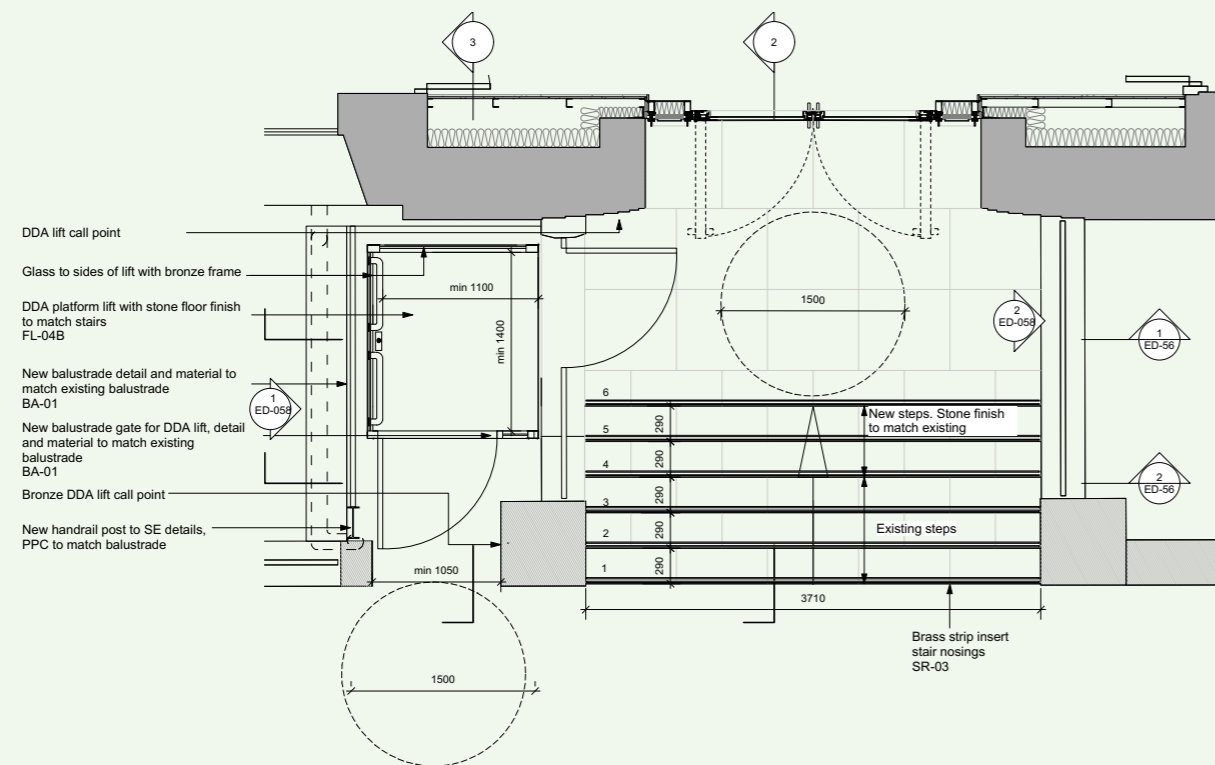 3
2
DDA lift call point
Glass to sides of lift with bronze frame
DDA platform lift with stone floor finish
to match stairs
FL-04B
New balustrade detail and material to
match existing balustrade
BA-01
1
ED-058
New balustrade gate for DDA lift, detail
and material to match existing
balustrade
BA-01
Bronze DDA lift call point
New handrail post to SE details,
PPC to match balustrade
min 1100
min 1400
1500
2
ED-058
1
ED-56
2
ED-56
6
5
4
3
2
1
290
290
290
290
290
New steps. Stone finish
to match existing
Existing steps
min 1050
3710
1500
Brass strip insert
stair nosings
SR-03